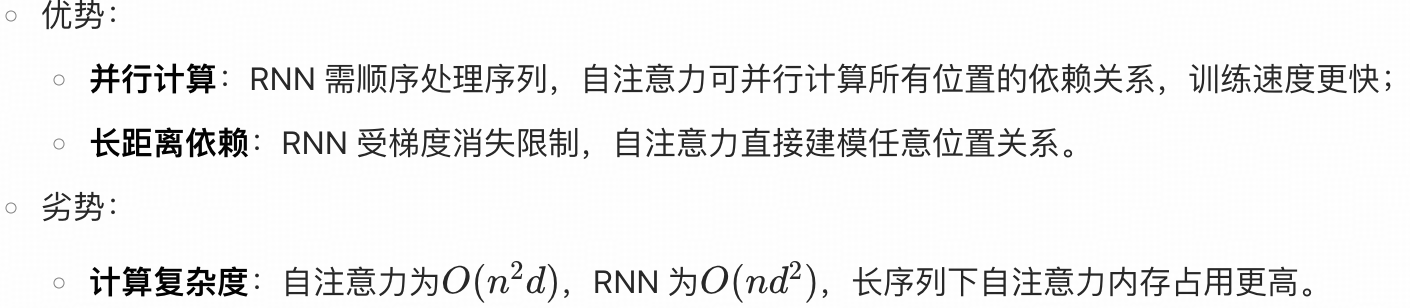 优势：
并行计算：RNN 需顺序处理序列，自注意力可并行计算所有位置的依赖关系，训练速度更快；
长距离依赖：RNN 受梯度消失限制，自注意力直接建模任意位置关系。
劣势：
计算复杂度：自注意力为O(n²d)，RNN 为O(nd²)，长序列下自注意力内存占用更高。